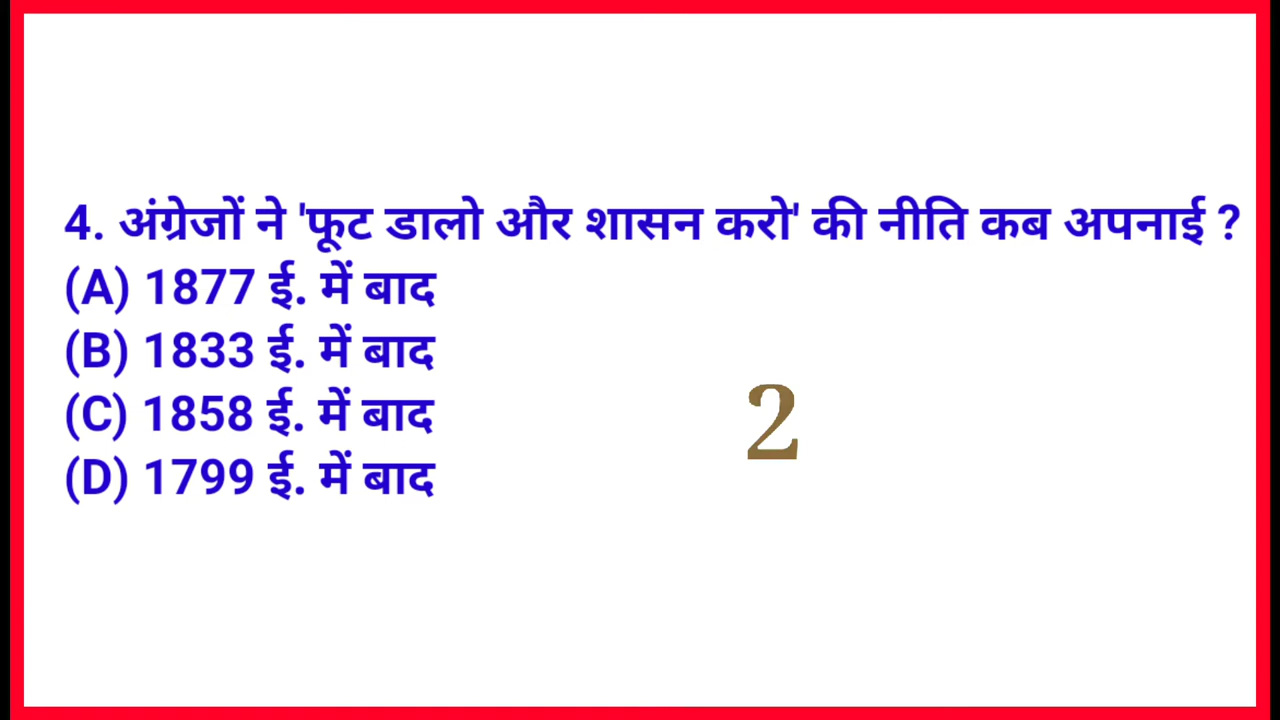 4. अंग्रेजों ने 'फूट डालो और शासन करो' की नीति कब अपनाई ?
(A) 1877 ई. में बाद
(B) 1833 ई. में बाद
(C) 1858 ई. में बाद
(D) 1799 ई. में बाद
2